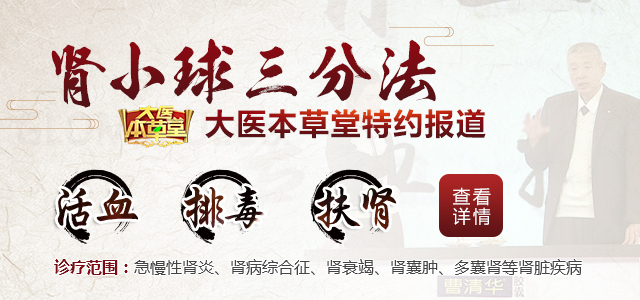 肾小球三分法
大医
本草堂
大医本草堂特约报道
活血
排毒
扶肾
查看
详情
诊疗范围：急慢性肾炎、肾病综合征、肾衰竭、肾囊肿、多囊肾等肾脏疾病
曹清华